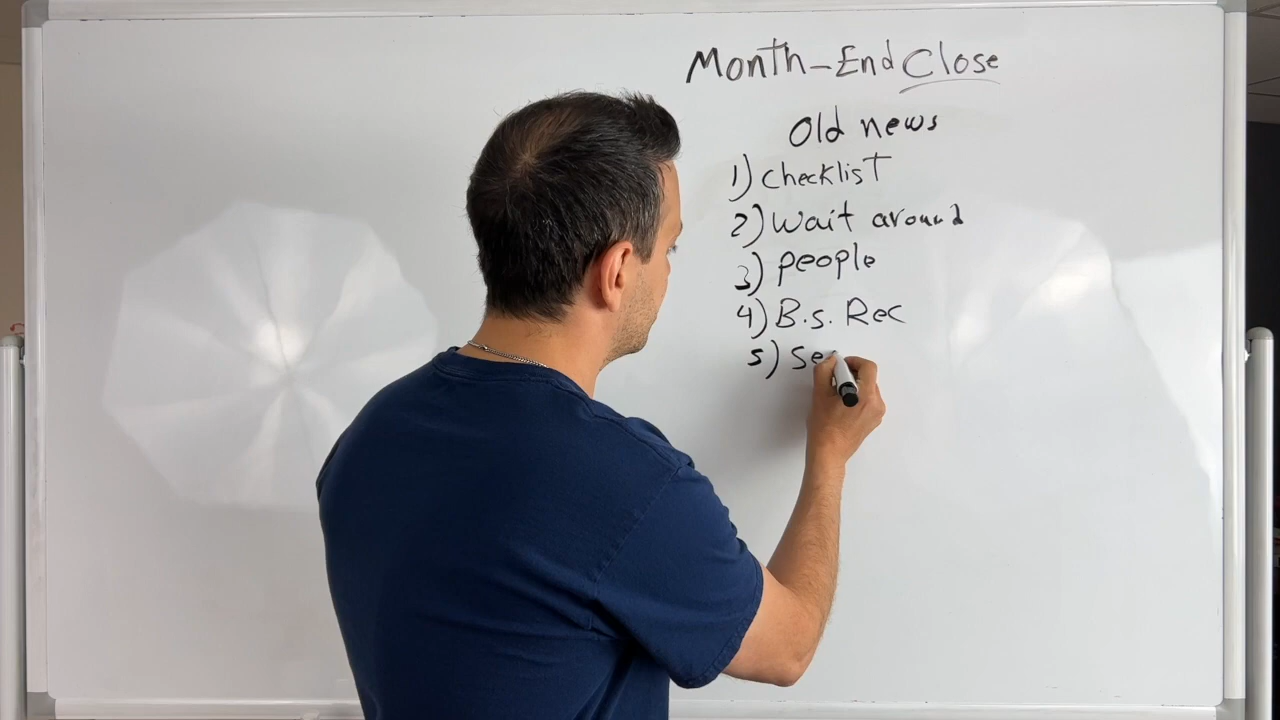 Month-End Close
Old news
1) Checklist
2) Wait around
3) people
4) B.S. Rec
5) Se